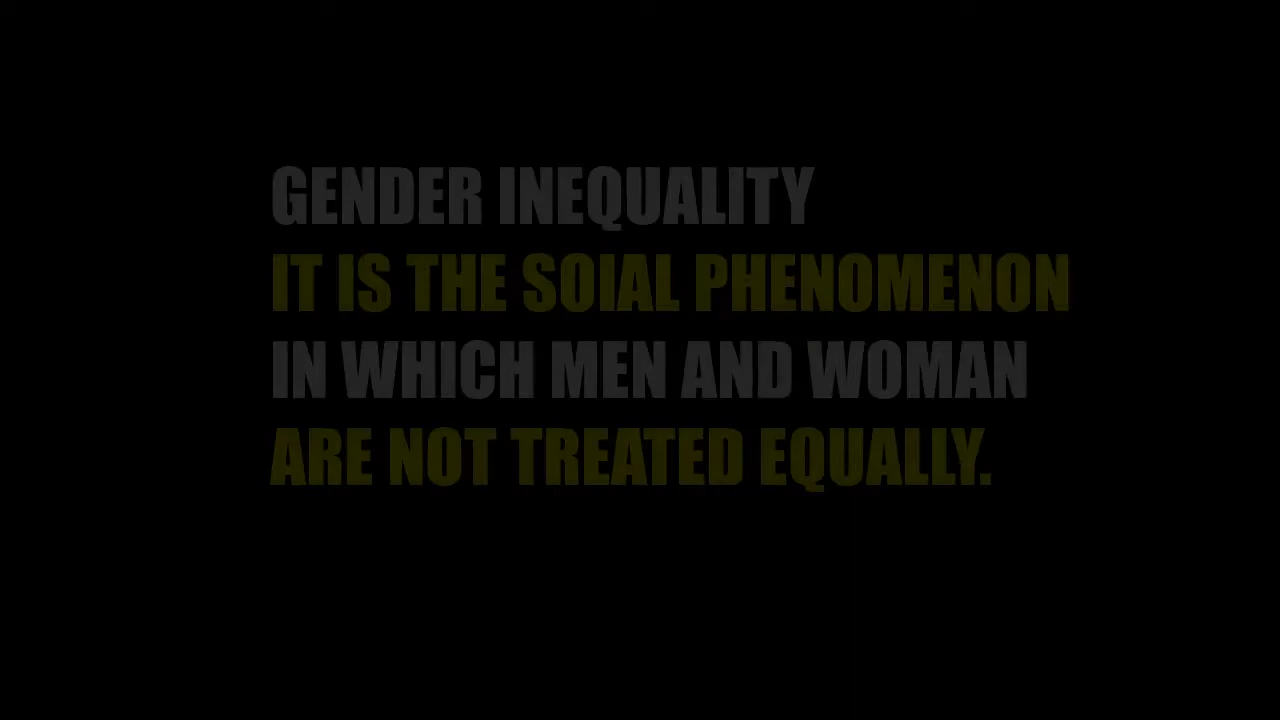 GENDER INEQUALITY
IT IS THE SOIAL PHENOMENON
IN WHICH MEN AND WOMAN
ARE NOT TREATED EQUALLY.